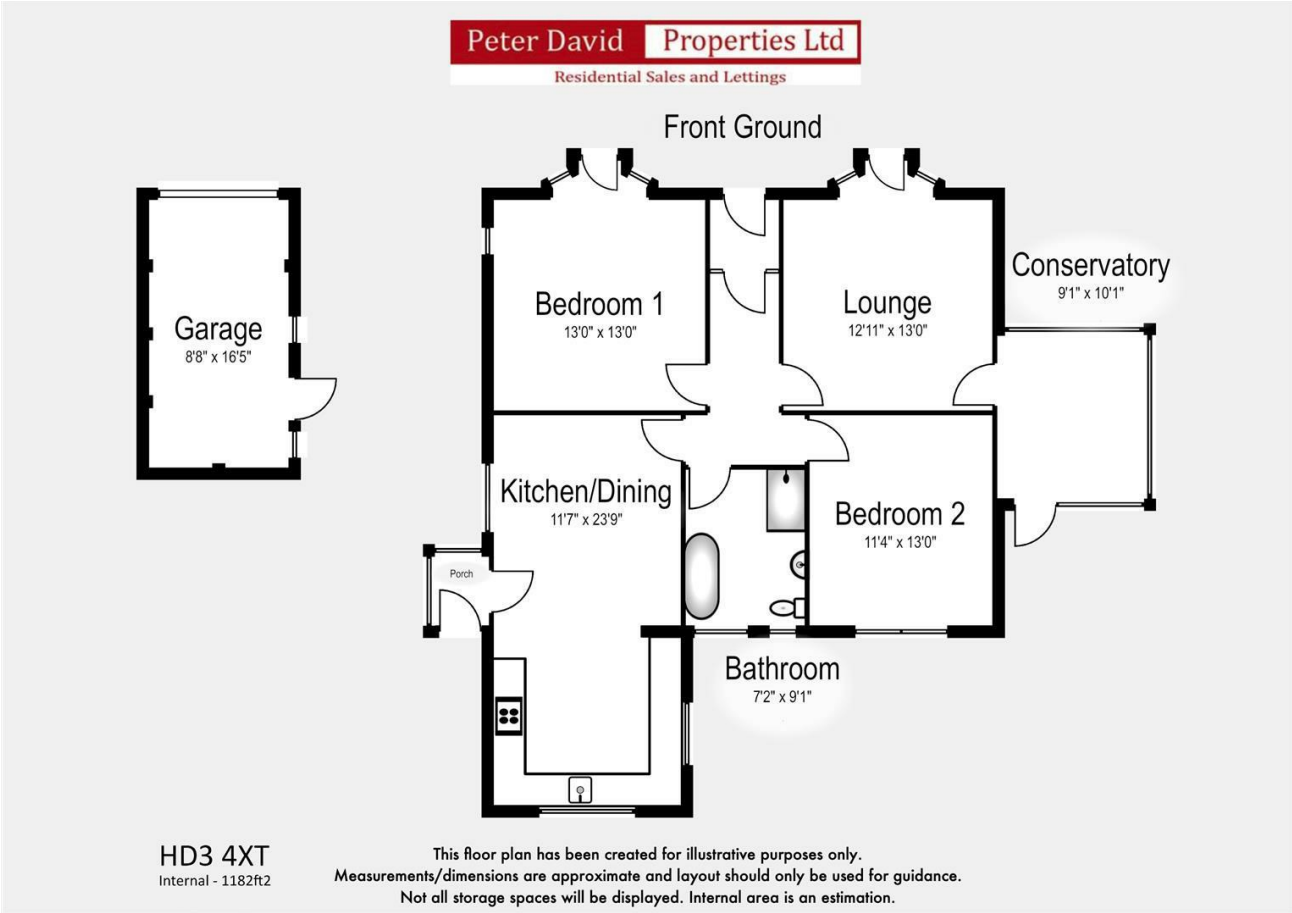 Peter David Properties Ltd
Residential Sales and Lettings
Front Ground
Garage
8'8" x 16'5"
Bedroom 1
13'0" x 13'0"
Lounge
12'11" x 13'0"
Conservatory
9'1" x 10'1"
Kitchen/Dining
11'7" x 23'9"
Bedroom 2
11'4" x 13'0"
Porch
Bathroom
7'2" x 9'1"
HD3 4XT
Internal - 1182ft2
This floor plan has been created for illustrative purposes only.
Measurements/dimensions are approximate and layout should only be used for guidance.
Not all storage spaces will be displayed. Internal area is an estimation.